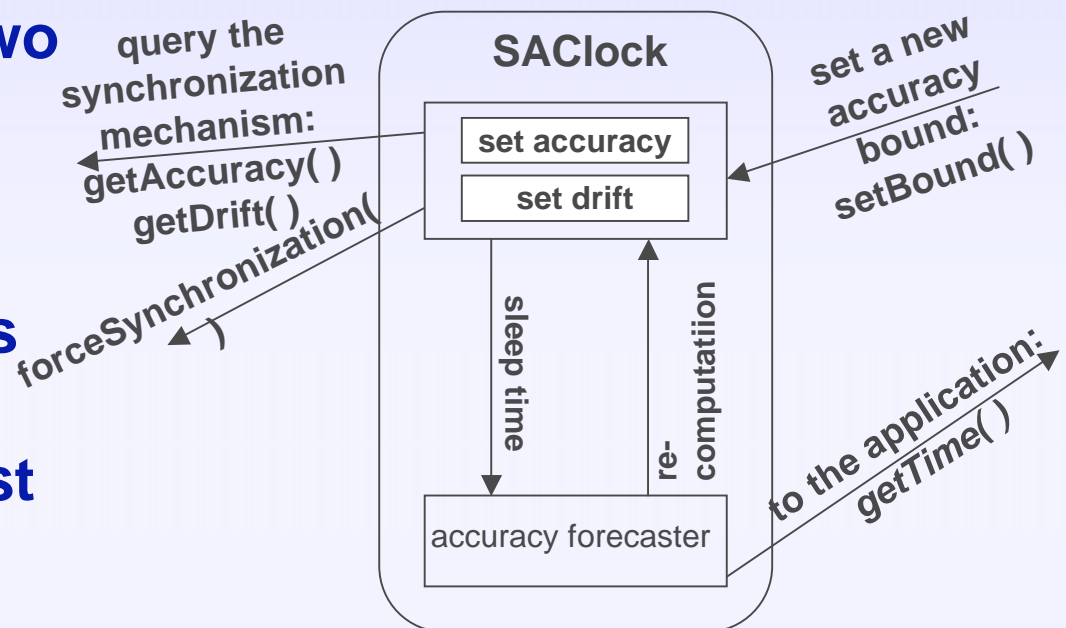 wo
s
st
query the
synchronization
mechanism:
getAccuracy( )
getDrift( )
forceSynchronization(
)
SAClock
set accuracy
set drift
set a new
accuracy
bound:
setBound( )
sleep time
re-
computatiion
accuracy forecaster
to the application:
getTime( )